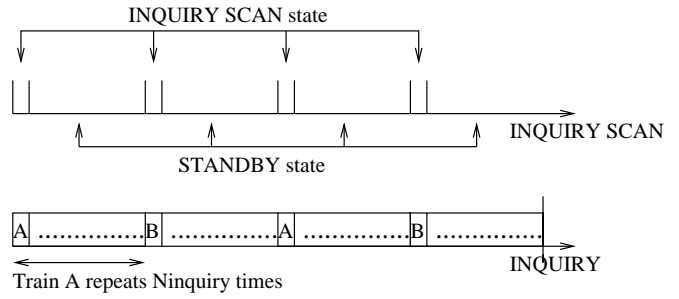 INQUIRY SCAN state
INQUIRY SCAN
STANDBY state
A ............... B ............... A ............... B ...............
INQUIRY
Train A repeats Ninquiry times